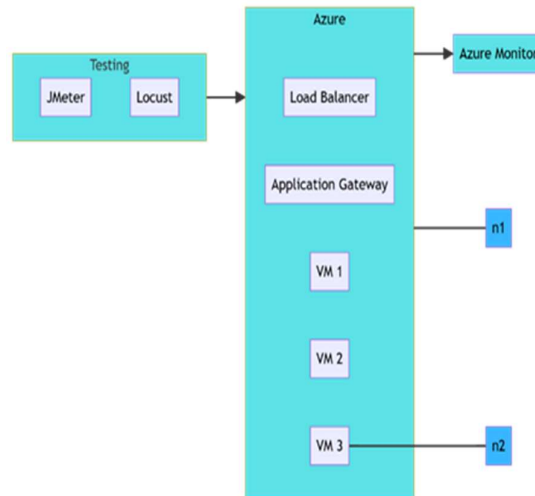 Azure
Testing
JMeter
Locust
Load Balancer
Azure Monitor
Application Gateway
n1
VM 1
VM 2
VM 3
n2